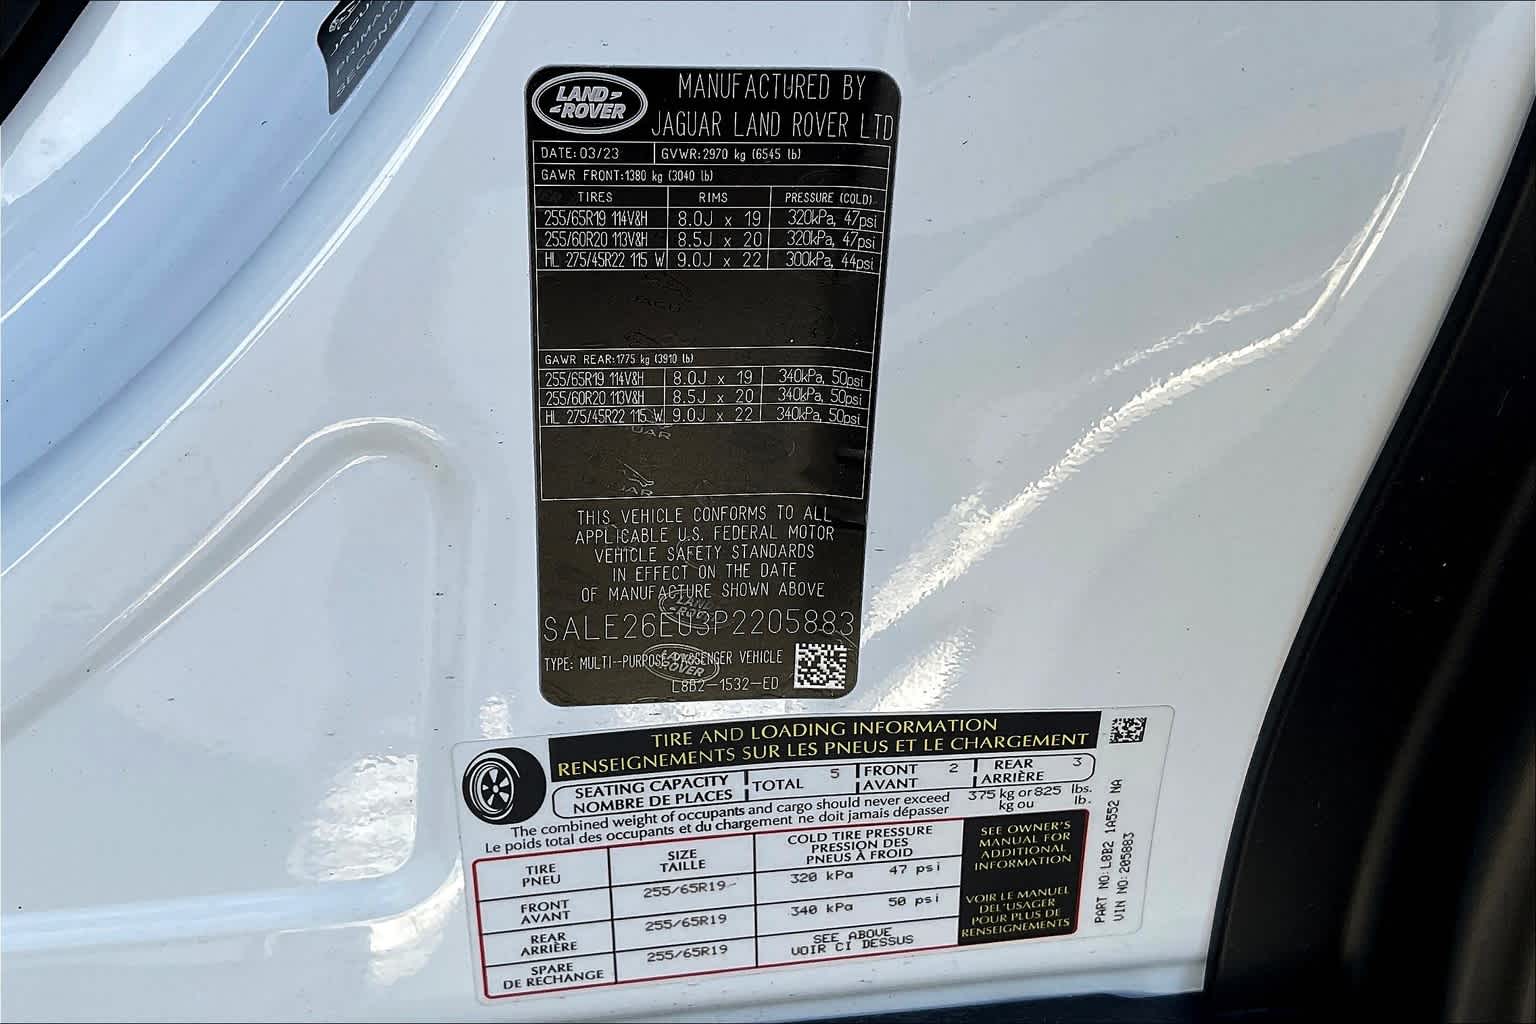 JAGUAR
PRIMARY
SECONDA
LAND ROVER
MANUFACTURED BY
JAGUAR LAND ROVER LTD
DATE: 03/23 GVWR: 2970 kg (6545 lb)
GAWR FRONT: 1380 kg (3040 lb)
TIRES RIMS PRESSURE (COLD)
255/65R19 114V&H 8.0J x 19 320kPa, 47psi
255/60R20 113V&H 8.5J x 20 320kPa, 47psi
HL 275/45R22 115 W 9.0J x 22 300kPa, 44psi
GAWR REAR: 1775 kg (3910 lb)
255/65R19 114V&H 8.0J x 19 340kPa, 50psi
255/60R20 113V&H 8.5J x 20 340kPa, 50psi
HL 275/45R22 115 W 9.0J x 22 340kPa, 50psi
THIS VEHICLE CONFORMS TO ALL
APPLICABLE U.S. FEDERAL MOTOR
VEHICLE SAFETY STANDARDS
IN EFFECT ON THE DATE
OF MANUFACTURE SHOWN ABOVE
SALE26EU3P2205883
TYPE: MULTI--PURPOSE PASSENGER VEHICLE
L8B2-1532-ED
TIRE AND LOADING INFORMATION
RENSEIGNEMENTS SUR LES PNEUS ET LE CHARGEMENT
SEATING CAPACITY TOTAL 5 FRONT 2 REAR 3
NOMBRE DE PLACES AVANT ARRIÈRE
The combined weight of occupants and cargo should never exceed 375 kg or 825 lbs.
Le poids total des occupants et du chargement ne doit jamais dépasser kg ou lb.
TIRE PNEU
SIZE TAILLE
COLD TIRE PRESSURE
PRESSION DES
PNEUS À FROID
FRONT AVANT 255/65R19 320 kPa 47 psi
REAR ARRIÈRE 255/65R19 340 kPa 50 psi
SPARE DE RECHANGE 255/65R19 SEE ABOVE VOIR CI DESSUS
SEE OWNER'S
MANUAL FOR
ADDITIONAL
INFORMATION
VOIR LE MANUEL
DEL'USAGER
POUR PLUS DE
RENSEIGNEMENTS
PART NO: L8B2 1A552 NA
VIN NO: 205883